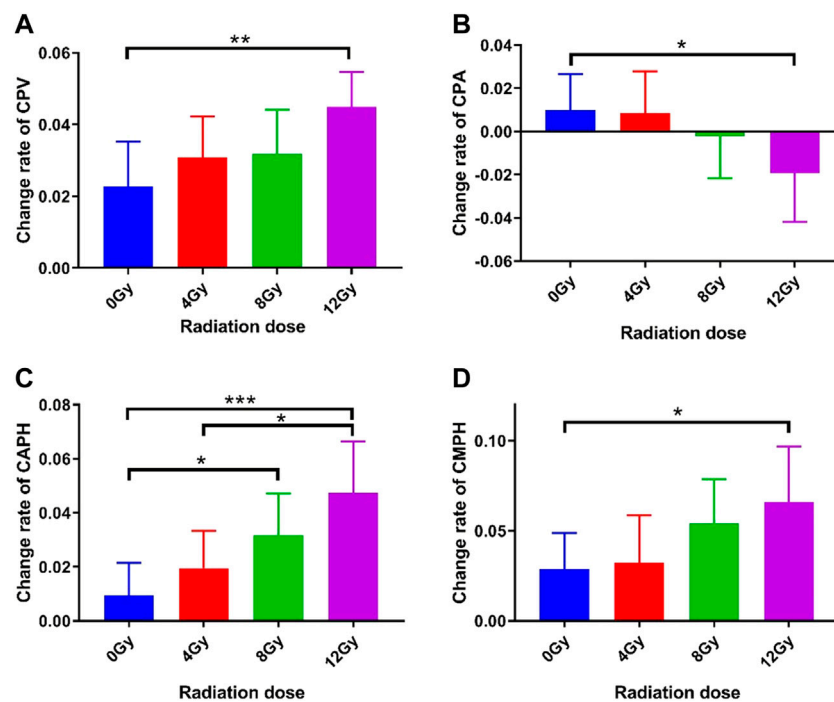 A
Change rate of CPV
0.06
0.04
0.02
0.00
**
0Gy
4Gy
8Gy
12Gy
Radiation dose
B
Change rate of CPA
0.04
0.02
0.00
-0.02
-0.04
-0.06
*
0Gy
4Gy
8Gy
12Gy
Radiation dose
C
Change rate of CAPH
0.08
0.06
0.04
0.02
0.00
***
*
*
0Gy
4Gy
8Gy
12Gy
Radiation dose
D
Change rate of CMPH
0.10
0.05
0.00
*
0Gy
4Gy
8Gy
12Gy
Radiation dose